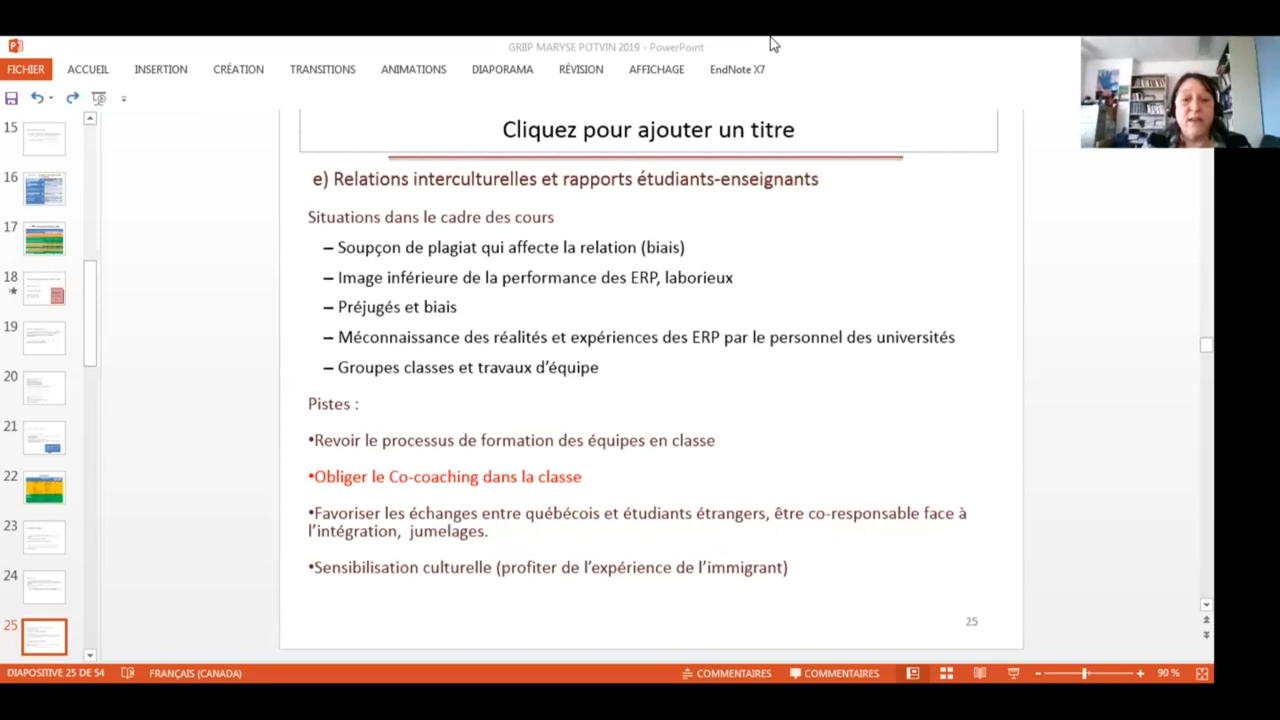 GRIIP MARYSE POTVIN 2019 - PowerPoint
FICHIER ACCUEIL INSERTION CRÉATION TRANSITIONS ANIMATIONS DIAPORAMA RÉVISION AFFICHAGE EndNote X7
Cliquez pour ajouter un titre
e) Relations interculturelles et rapports étudiants-enseignants
Situations dans le cadre des cours
– Soupçon de plagiat qui affecte la relation (biais)
– Image inférieure de la performance des ERP, laborieux
– Préjugés et biais
– Méconnaissance des réalités et expériences des ERP par le personnel des universités
– Groupes classes et travaux d’équipe
Pistes :
•Revoir le processus de formation des équipes en classe
•Obliger le Co-coaching dans la classe
•Favoriser les échanges entre québécois et étudiants étrangers, être co-responsable face à
l’intégration, jumelages.
•Sensibilisation culturelle (profiter de l’expérience de l’immigrant)
25
15
16
17
18
19
20
21
22
23
24
25
DIAPOSITIVE 25 DE 54 FRANÇAIS (CANADA) COMMENTAIRES COMMENTAIRES 90 %